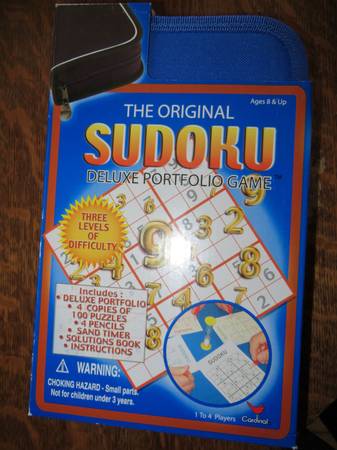 Ages 8 & Up
THE ORIGINAL
SUDOKU
DELUXE PORTFOLIO GAME™
THREE
LEVELS
OF
DIFFICULTY
Includes :
• DELUXE PORTFOLIO
• 4 COPIES OF
100 PUZZLES
• 4 PENCILS
• SAND TIMER
• SOLUTIONS BOOK
• INSTRUCTIONS
WARNING:
CHOKING HAZARD - Small parts.
Not for children under 3 years.
SUDOKU
1 To 4 Players
Cardinal